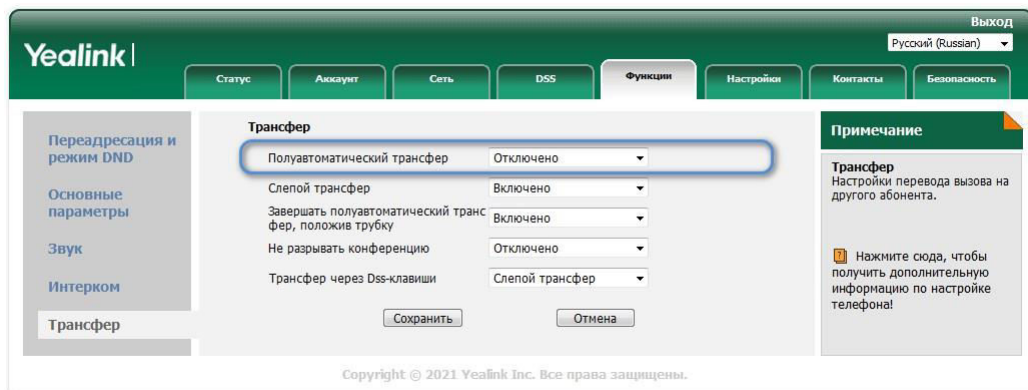 Выход
Yealink
Русский (Russian)
Статус Аккаунт Сеть DSS Функции Настройки Контакты Безопасность
Переадресация и
режим DND
Основные
параметры
Звук
Интерком
Трансфер
Трансфер
Полуавтоматический трансфер Отключено
Слепой трансфер Включено
Завершать полуавтоматический транс
фер, положив трубку Включено
Не разрывать конференцию Отключено
Трансфер через Dss-клавиши Слепой трансфер
Сохранить Отмена
Примечание
Трансфер
Настройки перевода вызова на
другого абонента.
Нажмите сюда, чтобы
получить дополнительную
информацию по настройке
телефона!
Copyright © 2021 Yealink Inc. Все права защищены.